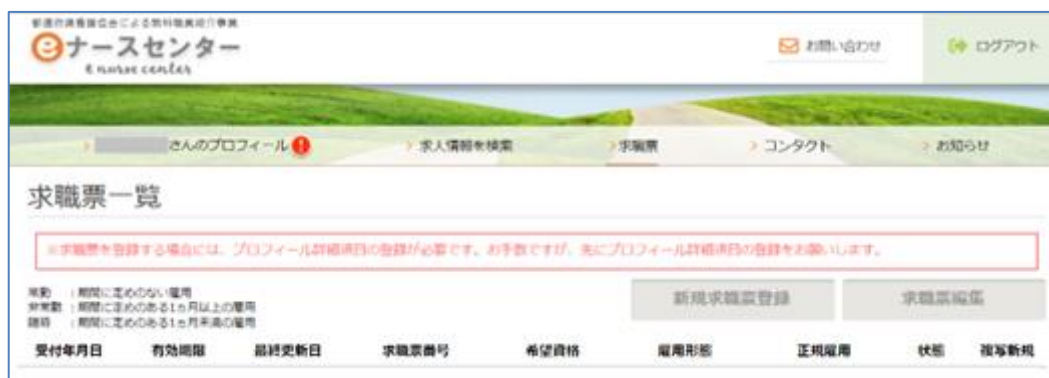 都道府県看護協会による無料職業紹介事業
eナースセンター
e nurse center
お問い合わせ
ログアウト
さんのプロフィール
求人情報を検索
求職票
コンタクト
お知らせ
求職票一覧
※求職票を登録する場合には、プロフィール詳細項目の登録が必要です。お手数ですが、先にプロフィール詳細項目の登録をお願いします。
常勤　：期間に定めのない雇用
非常勤：期間に定めのある1ヵ月以上の雇用
臨時　：期間に定めのある1ヵ月未満の雇用
新規求職票登録
求職票編集
受付年月日 有効期限 最終更新日 求職票番号 希望資格 雇用形態 正規雇用 状態 複写新規